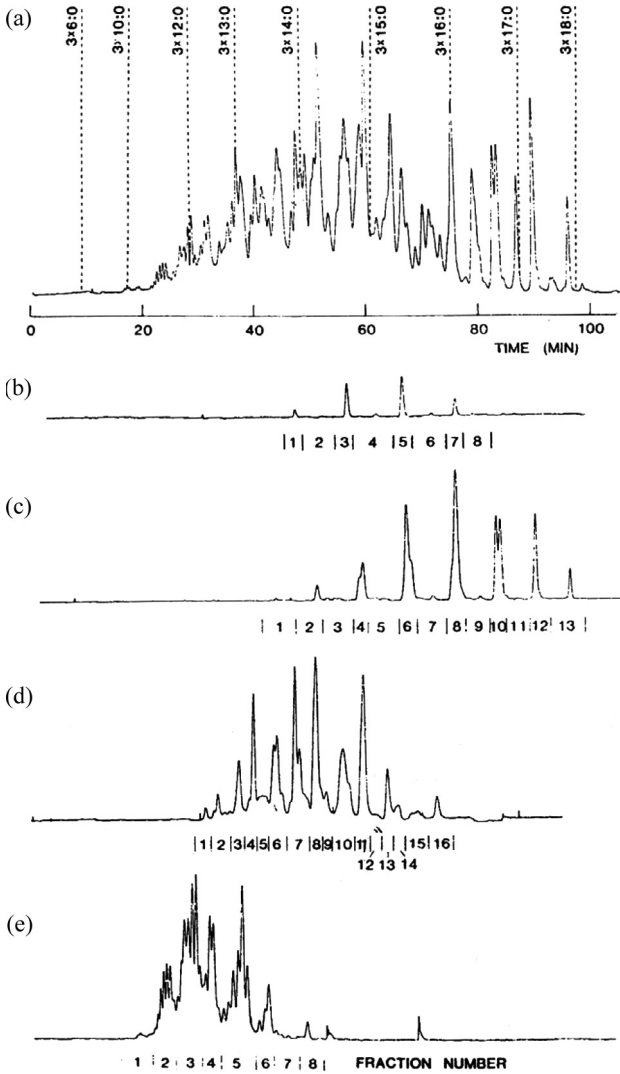 (a)
3×6:0 3×10:0 3×12:0 3×13:0 3×14:0 3×15:0 3×16:0 3×17:0 3×18:0
0 20 40 60 80 100
TIME (MIN)
(b)
1 2 3 4 5 6 7 8
(c)
1 2 3 4 5 6 7 8 9 10 11 12 13
(d)
1 2 3 4 5 6 7 8 9 10 11 15 16
12 13 14
(e)
1 2 3 4 5 6 7 8 FRACTION NUMBER